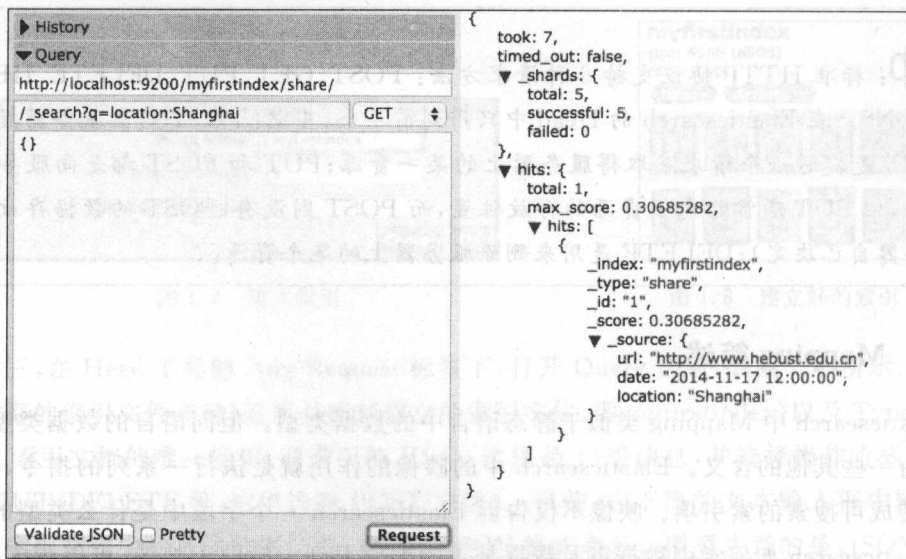 History
Query
http://localhost:9200/myfirstindex/share/
/_search?q=location:Shanghai GET
{}
Validate JSON Pretty Request
{
took: 7,
timed_out: false,
_shards: {
total: 5,
successful: 5,
failed: 0
},
hits: {
total: 1,
max_score: 0.30685282,
hits: [
{
_index: "myfirstindex",
_type: "share",
_id: "1",
_score: 0.30685282,
_source: {
url: "http://www.hebust.edu.cn",
date: "2014-11-17 12:00:00",
location: "Shanghai"
}
}
]
}
}